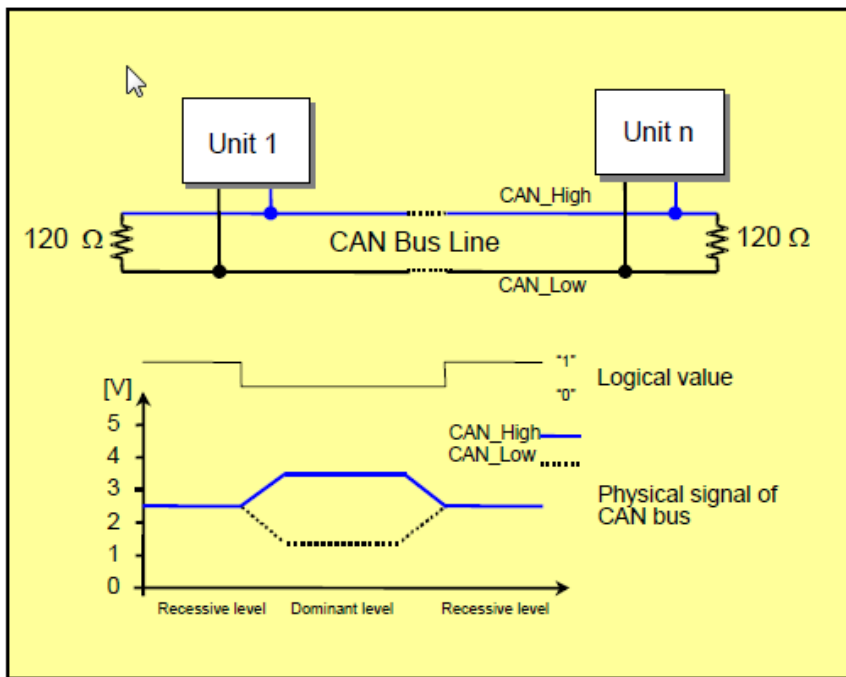 Unit 1
Unit n
CAN_High
120 Ω
CAN Bus Line
120 Ω
CAN_Low
"1"
Logical value
"0"
[V]
5
4
3
2
1
0
CAN_High
CAN_Low
Physical signal of
CAN bus
Recessive level
Dominant level
Recessive level